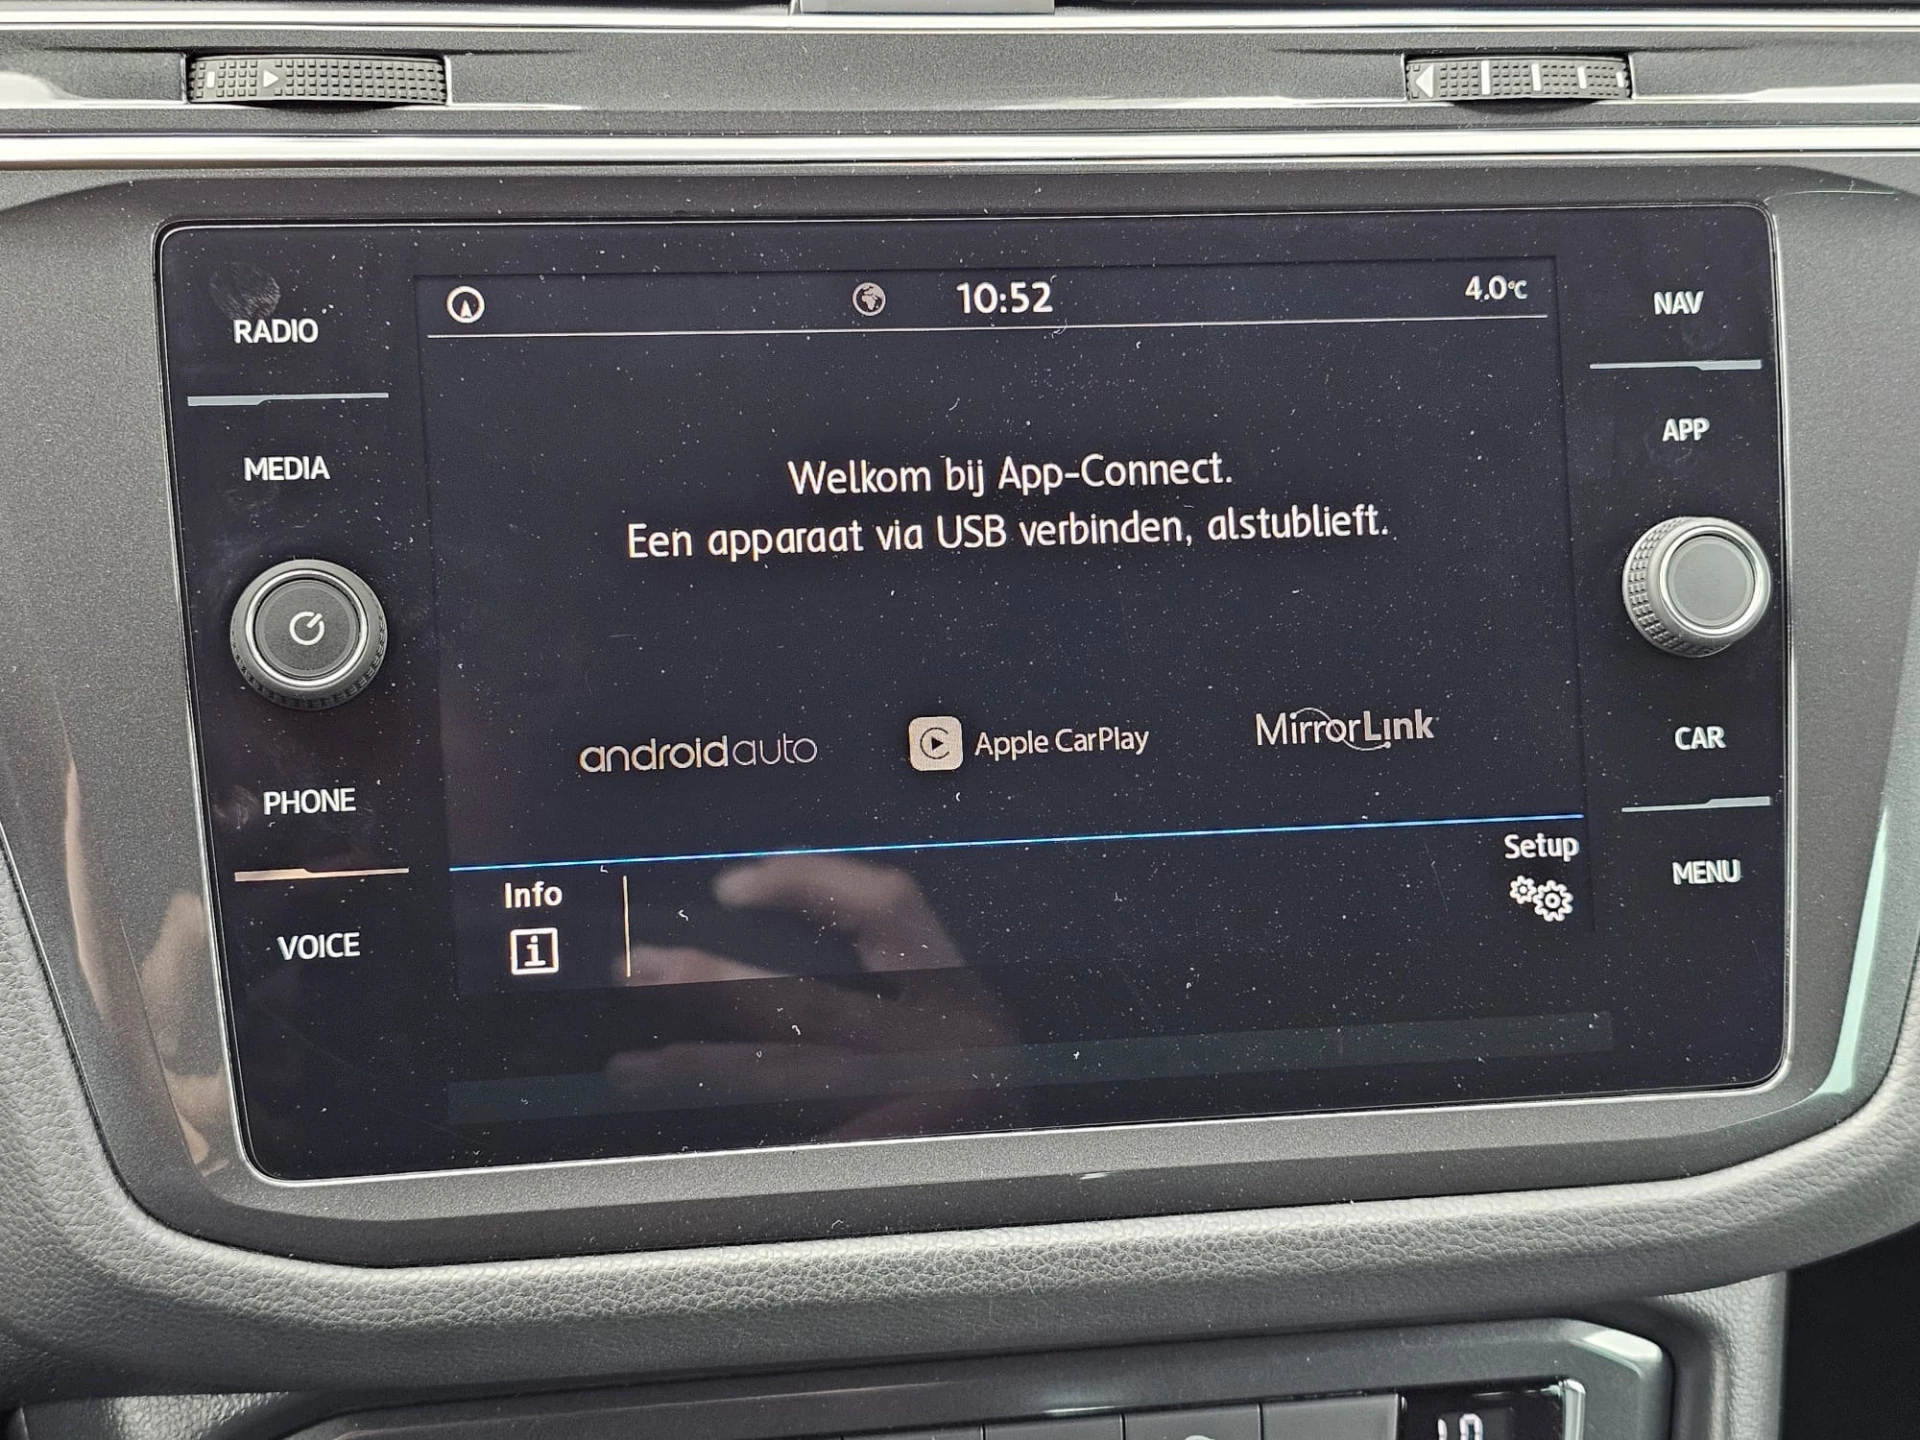 10:52
4.0°C
RADIO
MEDIA
PHONE
VOICE
NAV
APP
CAR
MENU
Welkom bij App-Connect.
Een apparaat via USB verbinden, alstublieft.
androidauto
Apple CarPlay
MirrorLink
Info
Setup